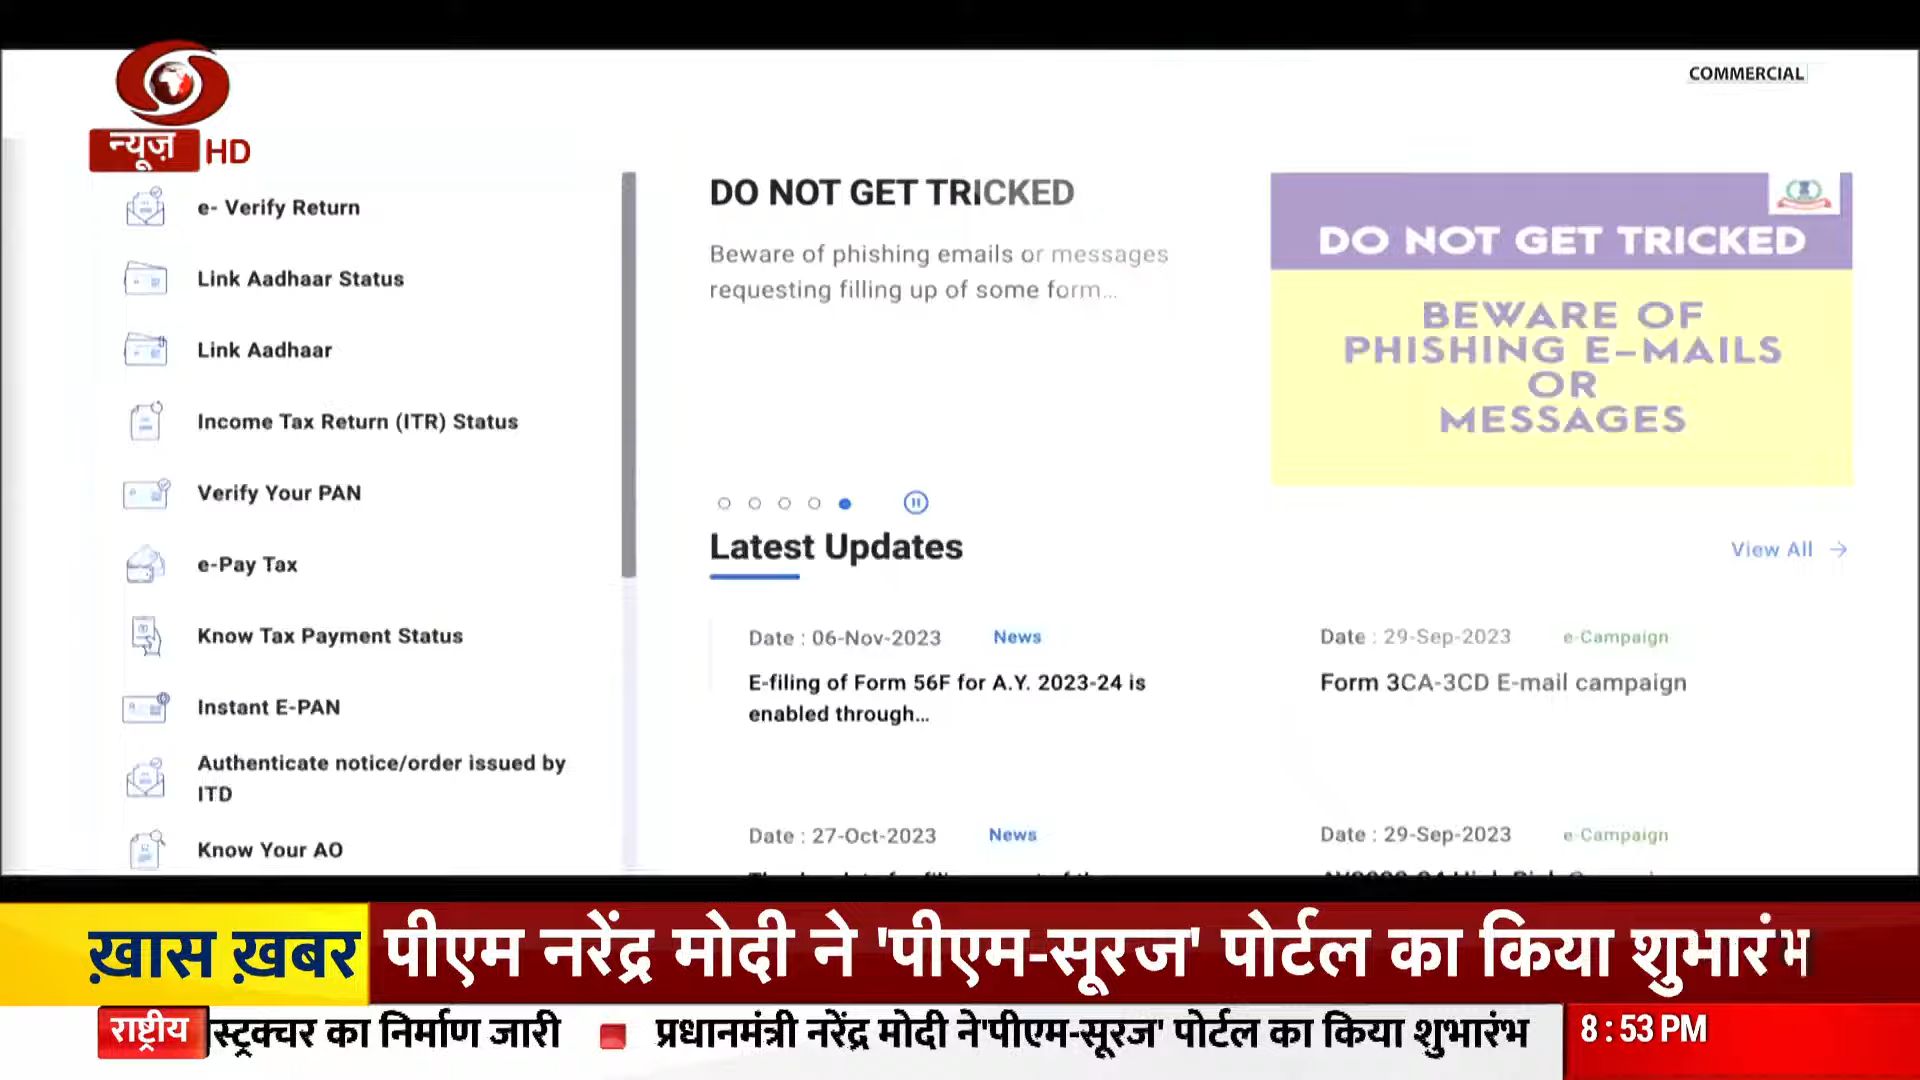 COMMERCIAL
न्यूज़ HD
e- Verify Return
Link Aadhaar Status
Link Aadhaar
Income Tax Return (ITR) Status
Verify Your PAN
e-Pay Tax
Know Tax Payment Status
Instant E-PAN
Authenticate notice/order issued by
ITD
Know Your AO
DO NOT GET TRICKED
Beware of phishing emails or messages
requesting filling up of some form...
DO NOT GET TRICKED
BEWARE OF
PHISHING E-MAILS
OR
MESSAGES
Latest Updates
View All
Date : 06-Nov-2023 News
E-filing of Form 56F for A.Y. 2023-24 is
enabled through...
Date : 29-Sep-2023 e-Campaign
Form 3CA-3CD E-mail campaign
Date : 27-Oct-2023 News
Date : 29-Sep-2023 e-Campaign
ख़ास ख़बर पीएम नरेंद्र मोदी ने 'पीएम-सूरज' पोर्टल का किया शुभारंभ
राष्ट्रीय स्ट्रक्चर का निर्माण जारी प्रधानमंत्री नरेंद्र मोदी ने'पीएम-सूरज' पोर्टल का किया शुभारंभ 8:53 PM